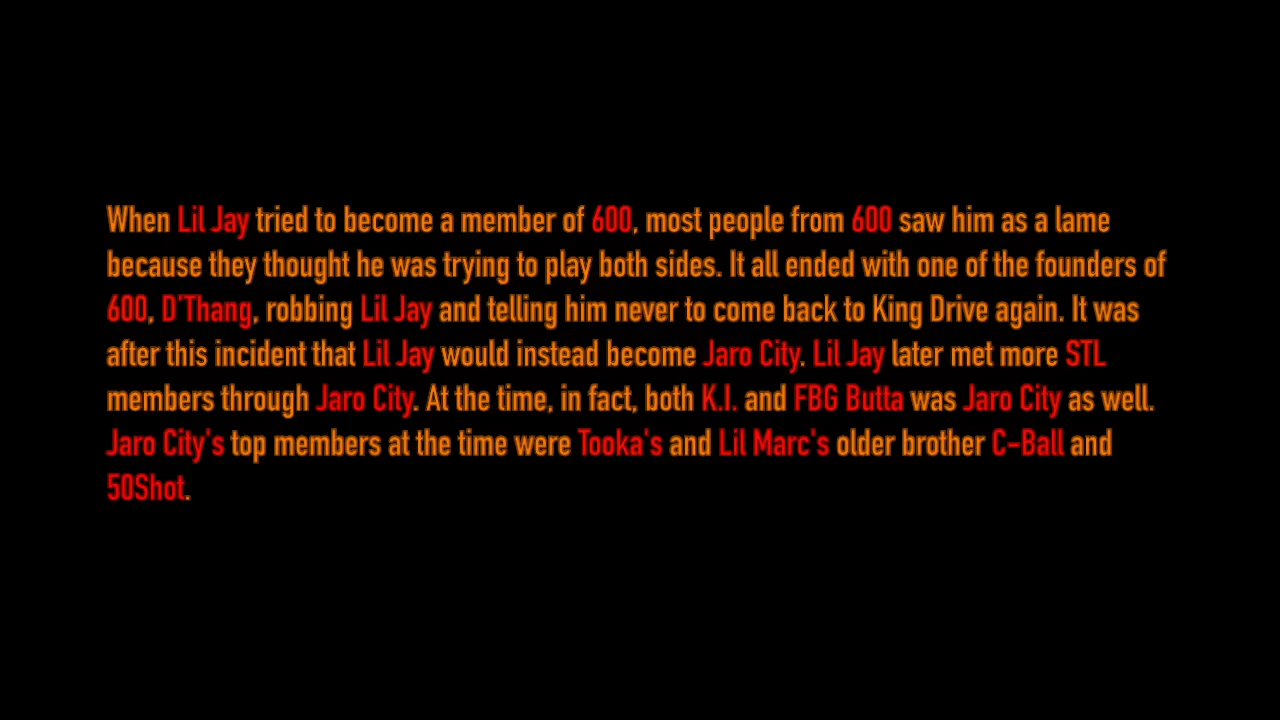 When Lil Jay tried to become a member of 600, most people from 600 saw him as a lame
because they thought he was trying to play both sides. It all ended with one of the founders of
600, D'Thang, robbing Lil Jay and telling him never to come back to King Drive again. It was
after this incident that Lil Jay would instead become Jaro City. Lil Jay later met more STL
members through Jaro City. At the time, in fact, both K.I. and FBG Butta was Jaro City as well.
Jaro City's top members at the time were Tooka's and Lil Marc's older brother C-Ball and
50Shot.